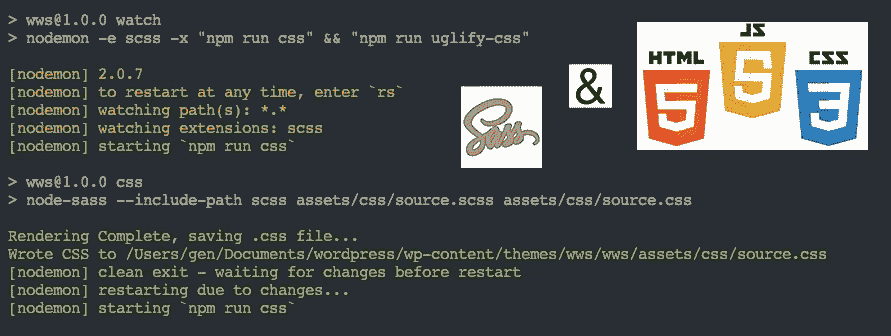 > wws@1.0.0 watch
> nodemon -e scss -x "npm run css" && "npm run uglify-css"
[nodemon] 2.0.7
[nodemon] to restart at any time, enter `rs`
[nodemon] watching path(s): *.*
[nodemon] watching extensions: scss
[nodemon] starting `npm run css`
Sass
&
HTML
5
JS
5
CSS
3
> wws@1.0.0 css
> node-sass --include-path scss assets/css/source.scss assets/css/source.css
Rendering Complete, saving .css file...
Wrote CSS to /Users/gen/Documents/wordpress/wp-content/themes/wws/wws/assets/css/source.css
[nodemon] clean exit - waiting for changes before restart
[nodemon] restarting due to changes...
[nodemon] starting `npm run css`